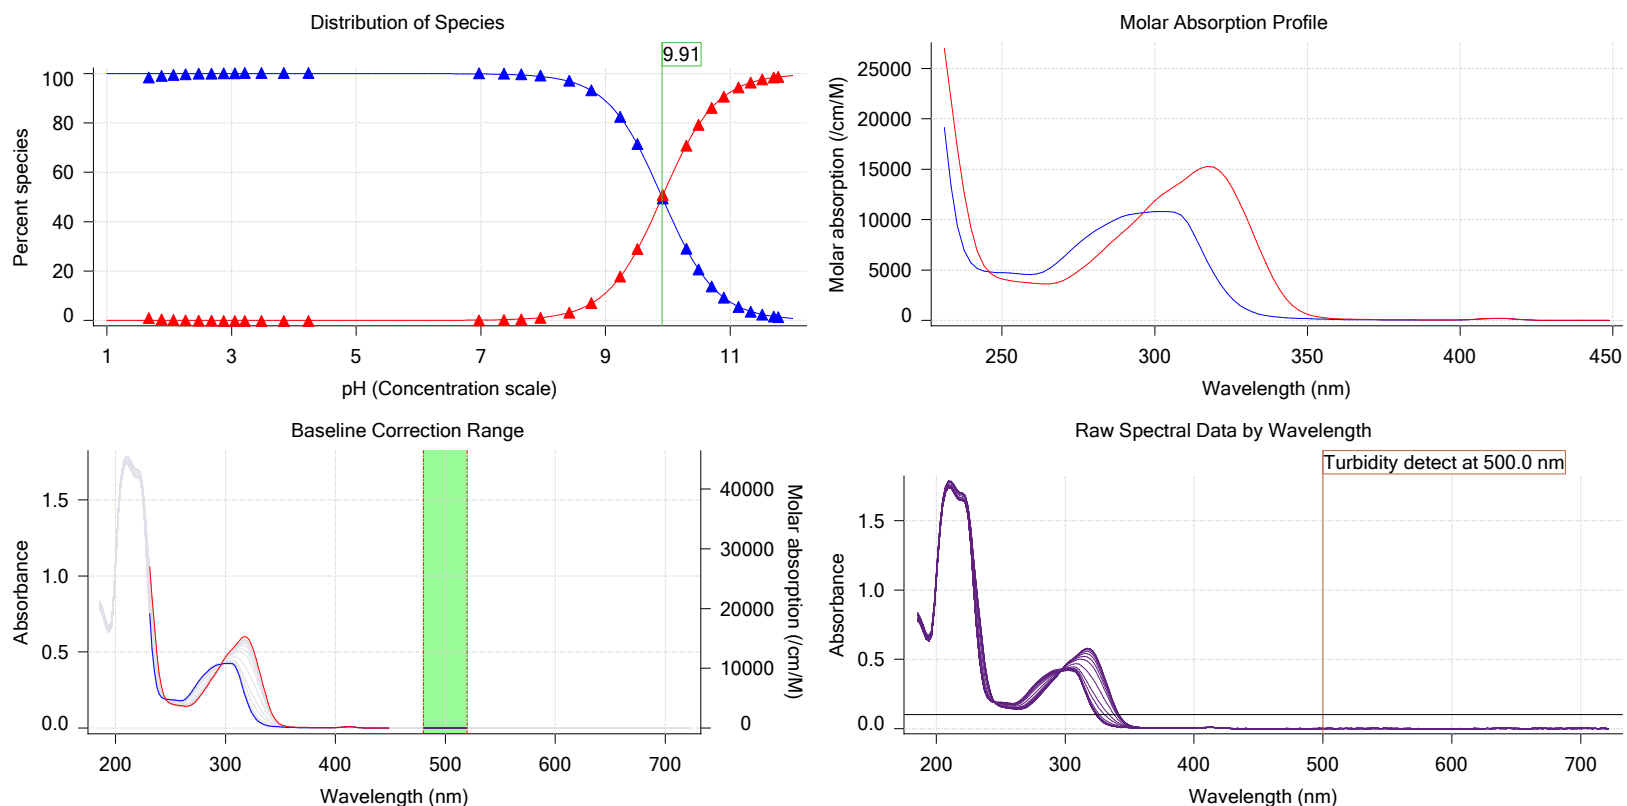 Distribution of Species
9.91
100
80
60
40
20
0
Percent species
1 3 5 7 9 11
pH (Concentration scale)
Molar Absorption Profile
25000
20000
15000
10000
5000
0
Molar absorption (/cm/M)
250 300 350 400 450
Wavelength (nm)
Baseline Correction Range
1.5
1.0
0.5
0.0
Absorbance
40000
30000
20000
10000
0
Molar absorption (/cm/M)
200 300 400 500 600 700
Wavelength (nm)
Raw Spectral Data by Wavelength
Turbidity detect at 500.0 nm
1.5
1.0
0.5
0.0
Absorbance
200 300 400 500 600 700
Wavelength (nm)